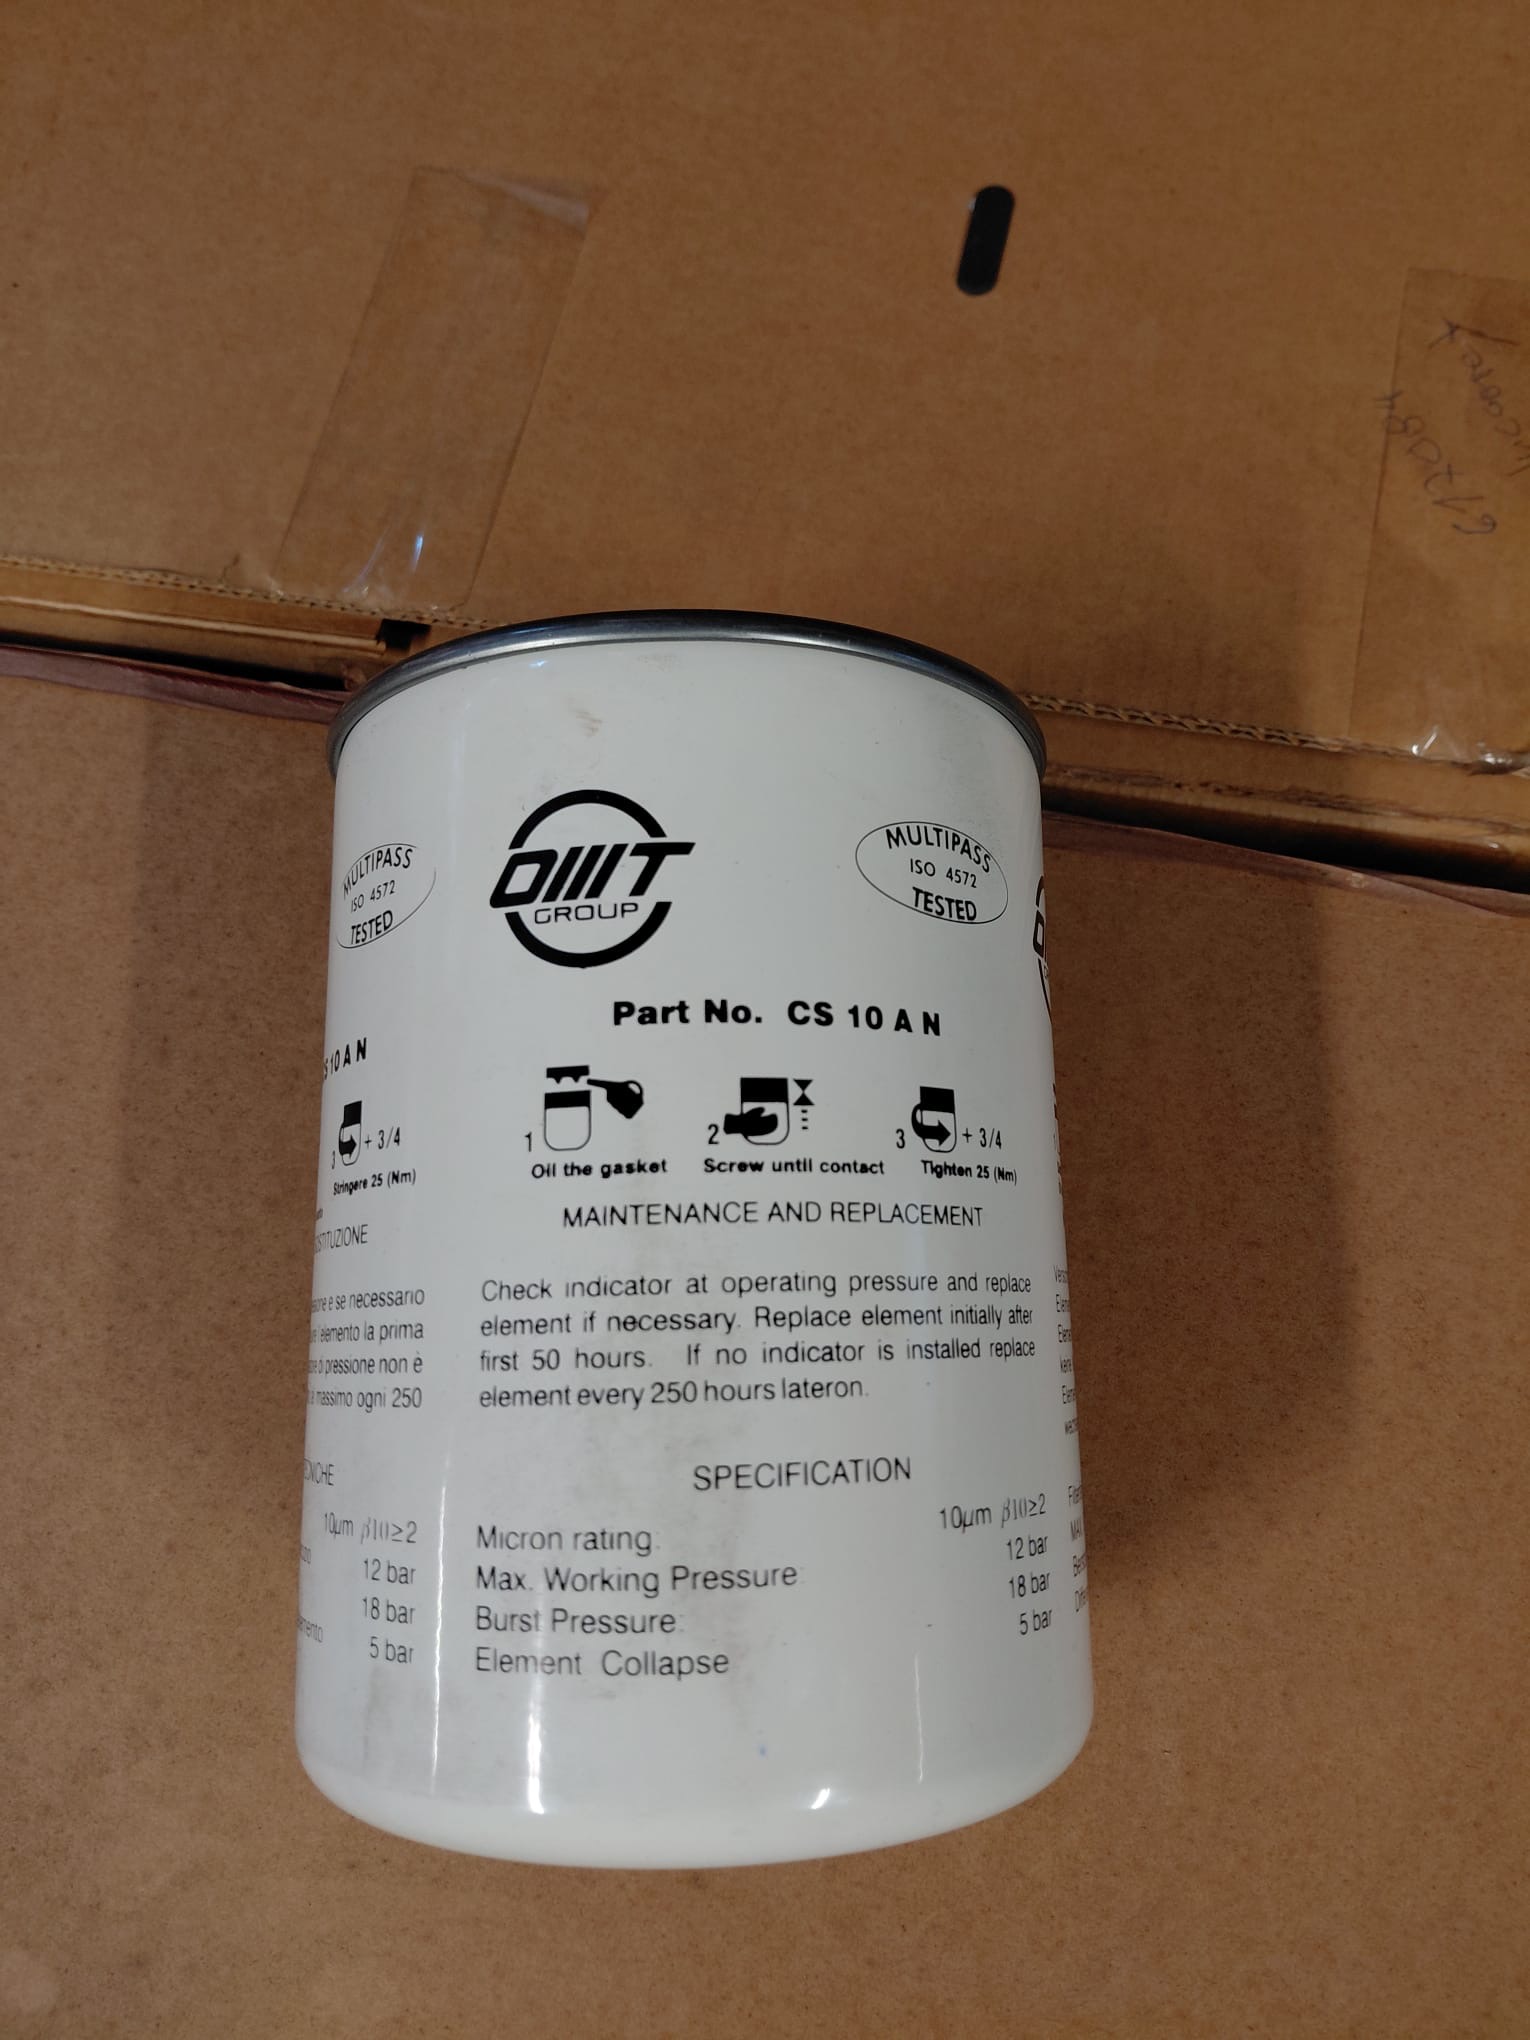 OMT
GROUP
MULTIPASS
ISO 4572
TESTED
Part No. CS 10 A N
1
Oil the gasket
2
Screw until contact
3 + 3/4
Tighten 25 (Nm)
MAINTENANCE AND REPLACEMENT
Check indicator at operating pressure and replace
element if necessary. Replace element initially after
first 50 hours. If no indicator is installed replace
element every 250 hours lateron.
SPECIFICATION
Micron rating: 10µm β10≥2
Max. Working Pressure: 12 bar
Burst Pressure: 18 bar
Element Collapse 5 bar
MULTIPASS
ISO 4572
TESTED
10 A N
3 + 3/4
Stringere 25 (Nm)
e se necessario
elemento la prima
di pressione non è
massimo ogni 250
10µm β10≥2
12 bar
18 bar
5 bar